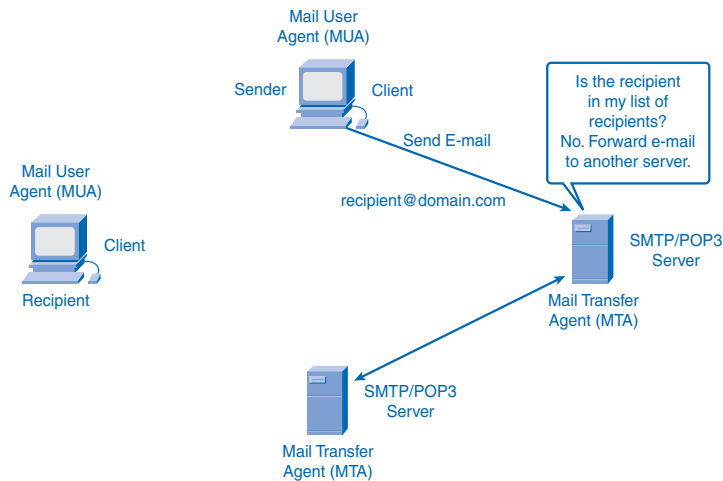 Mail User
Agent (MUA)
Sender
Client
Is the recipient
in my list of
recipients?
No. Forward e-mail
to another server.
Send E-mail
Mail User
Agent (MUA)
Client
Recipient
recipient@domain.com
SMTP/POP3
Server
Mail Transfer
Agent (MTA)
SMTP/POP3
Server
Mail Transfer
Agent (MTA)